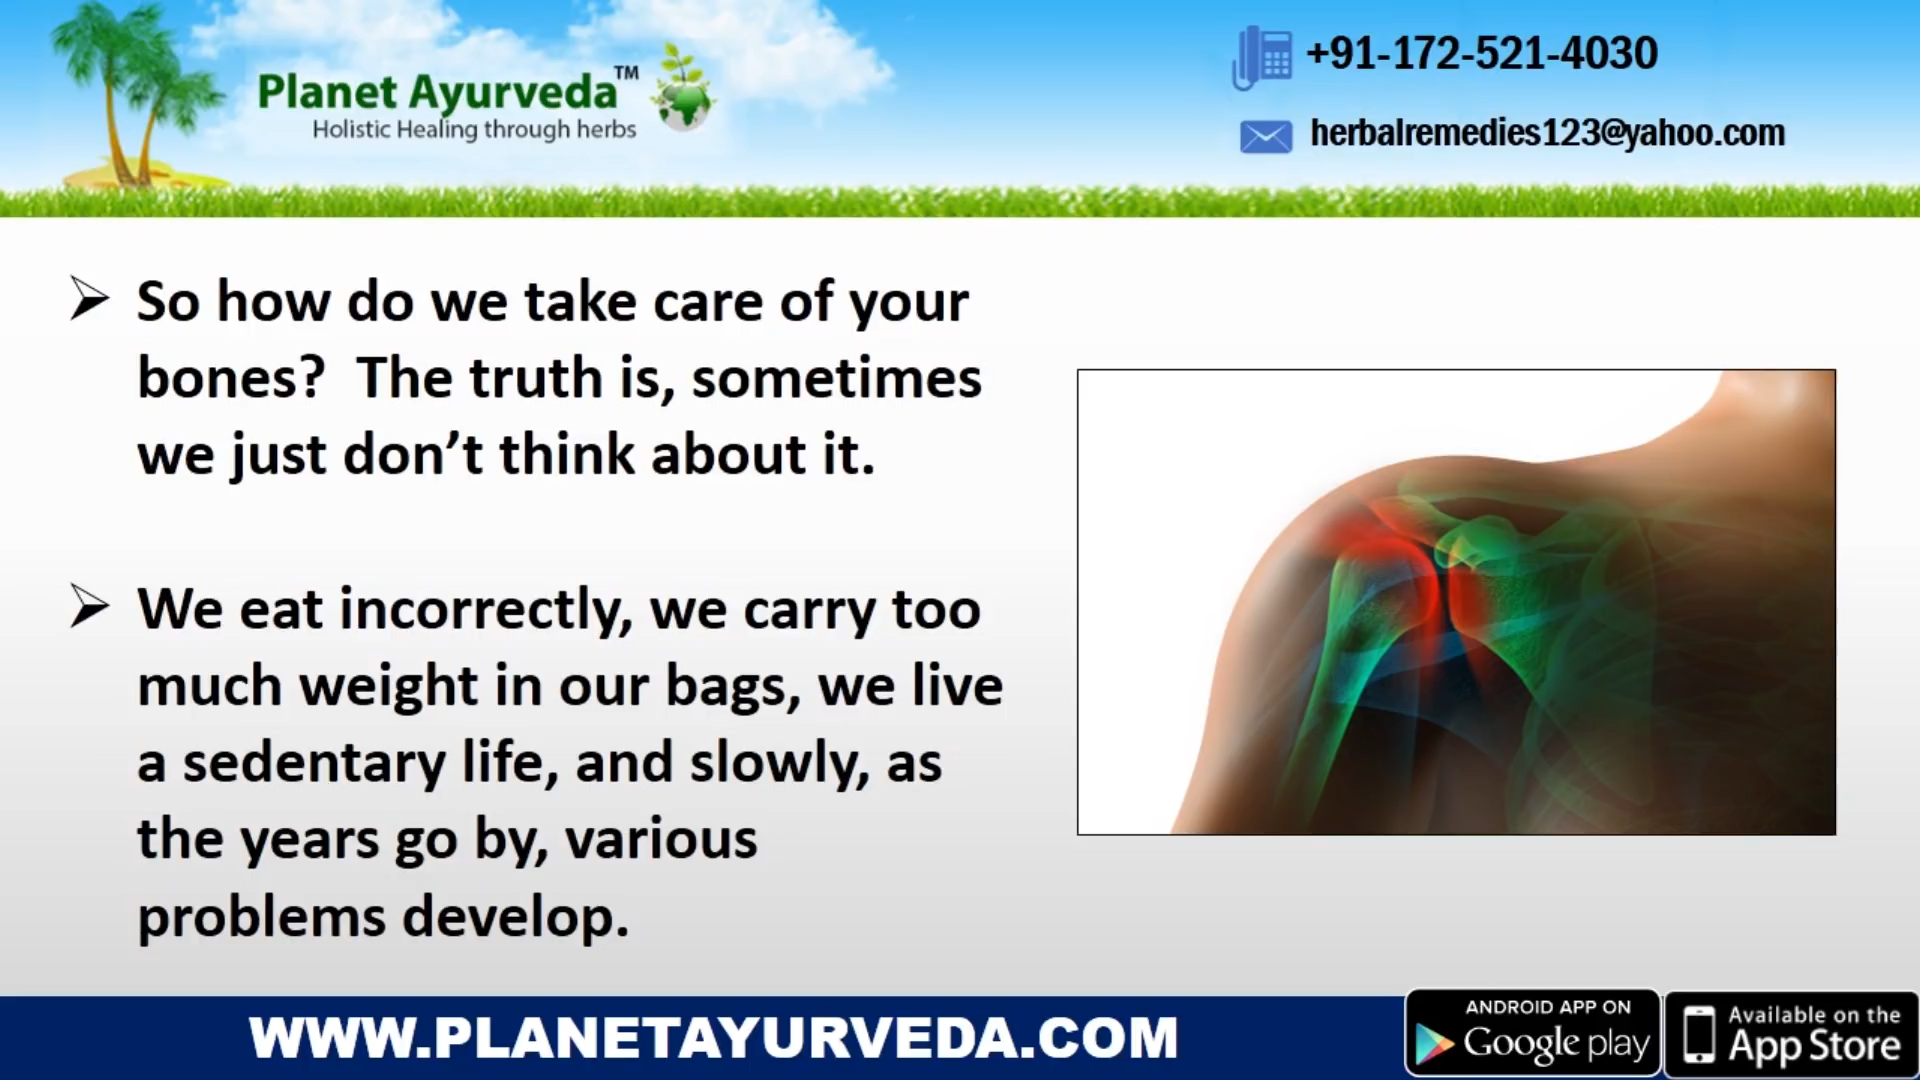 Planet Ayurveda™
Holistic Healing through herbs
+91-172-521-4030
herbalremedies123@yahoo.com
➢ So how do we take care of your
bones?  The truth is, sometimes
we just don’t think about it.
➢ We eat incorrectly, we carry too
much weight in our bags, we live
a sedentary life, and slowly, as
the years go by, various
problems develop.
WWW.PLANETAYURVEDA.COM
ANDROID APP ON
Google play
Available on the
App Store